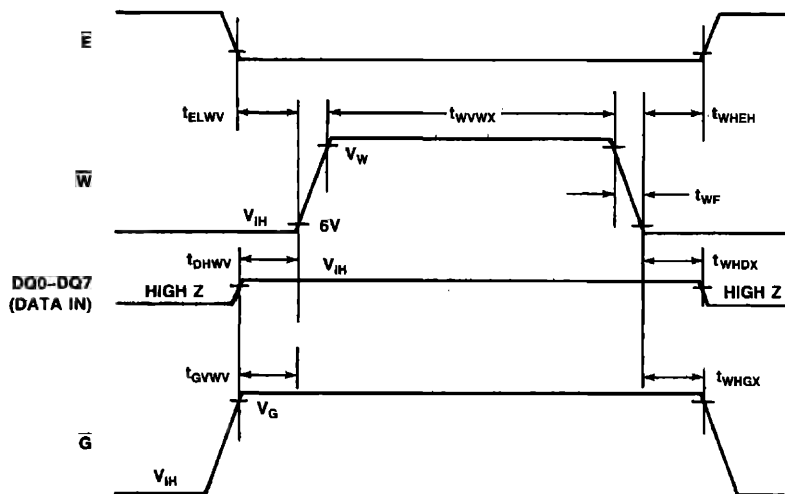 E̅
tELWV
tWVWX
tWHEH
VW
W̅
tWF
VIH
6V
tDHWV
VIH
tWHDX
DQ0–DQ7
(DATA IN)
HIGH Z
HIGH Z
tGVWV
tWHGX
VG
G̅
VIH